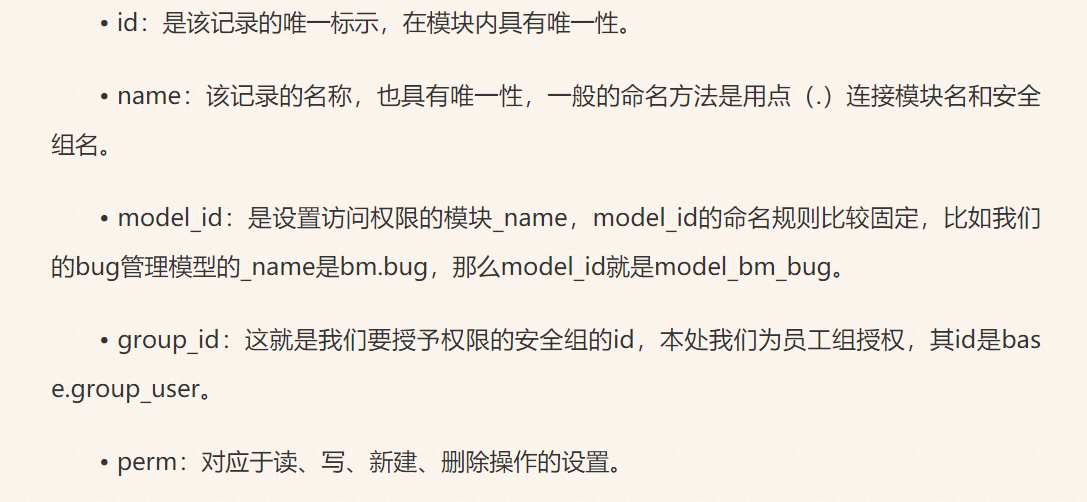 • id：是该记录的唯一标示，在模块内具有唯一性。
• name：该记录的名称，也具有唯一性，一般的命名方法是用点（.）连接模块名和安全
组名。
• model_id：是设置访问权限的模块_name，model_id的命名规则比较固定，比如我们
的bug管理模型的_name是bm.bug，那么model_id就是model_bm_bug。
• group_id：这就是我们要授予权限的安全组的id，本处我们为员工组授权，其id是bas
e.group_user。
• perm：对应于读、写、新建、删除操作的设置。